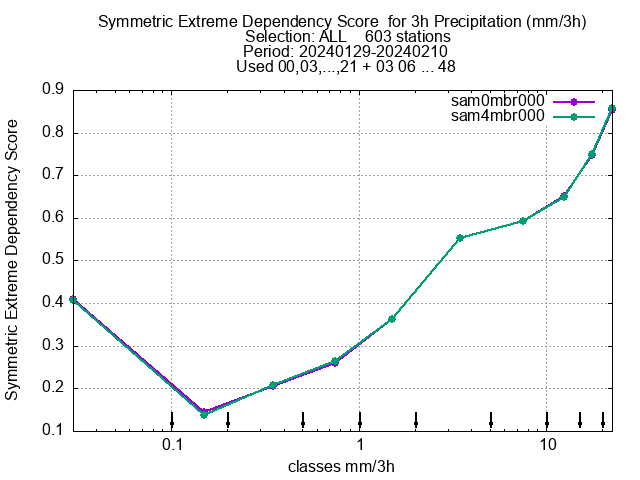 Symmetric Extreme Dependency Score  for 3h Precipitation (mm/3h)
Selection: ALL    603 stations
Period: 20240129-20240210
Used 00,03,...,21 + 03 06 ... 48
sam0mbr000
sam4mbr000
Symmetric Extreme Dependency Score
0.9
0.8
0.7
0.6
0.5
0.4
0.3
0.2
0.1
0.1 1 10
classes mm/3h